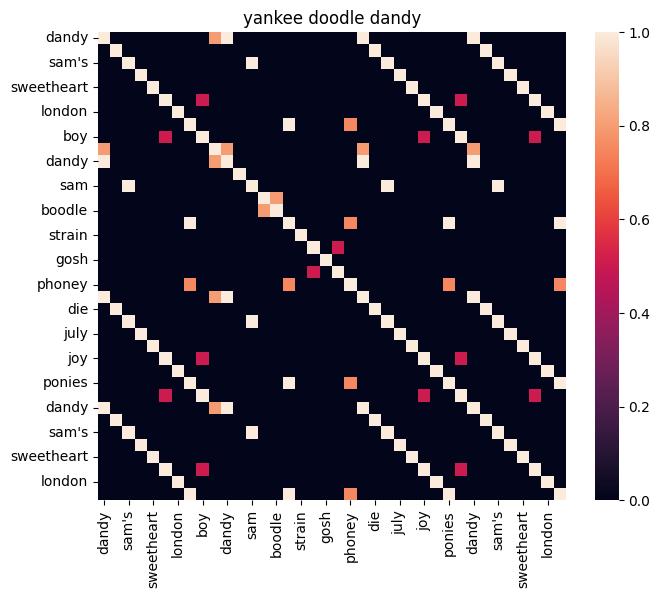 yankee doodle dandy
dandy
sam's
sweetheart
london
boy
dandy
sam
boodle
strain
gosh
phoney
die
july
joy
ponies
dandy
sam's
sweetheart
london
1.0
0.8
0.6
0.4
0.2
0.0
dandy
sam's
sweetheart
london
boy
dandy
sam
boodle
strain
gosh
phoney
die
july
joy
ponies
dandy
sam's
sweetheart
london